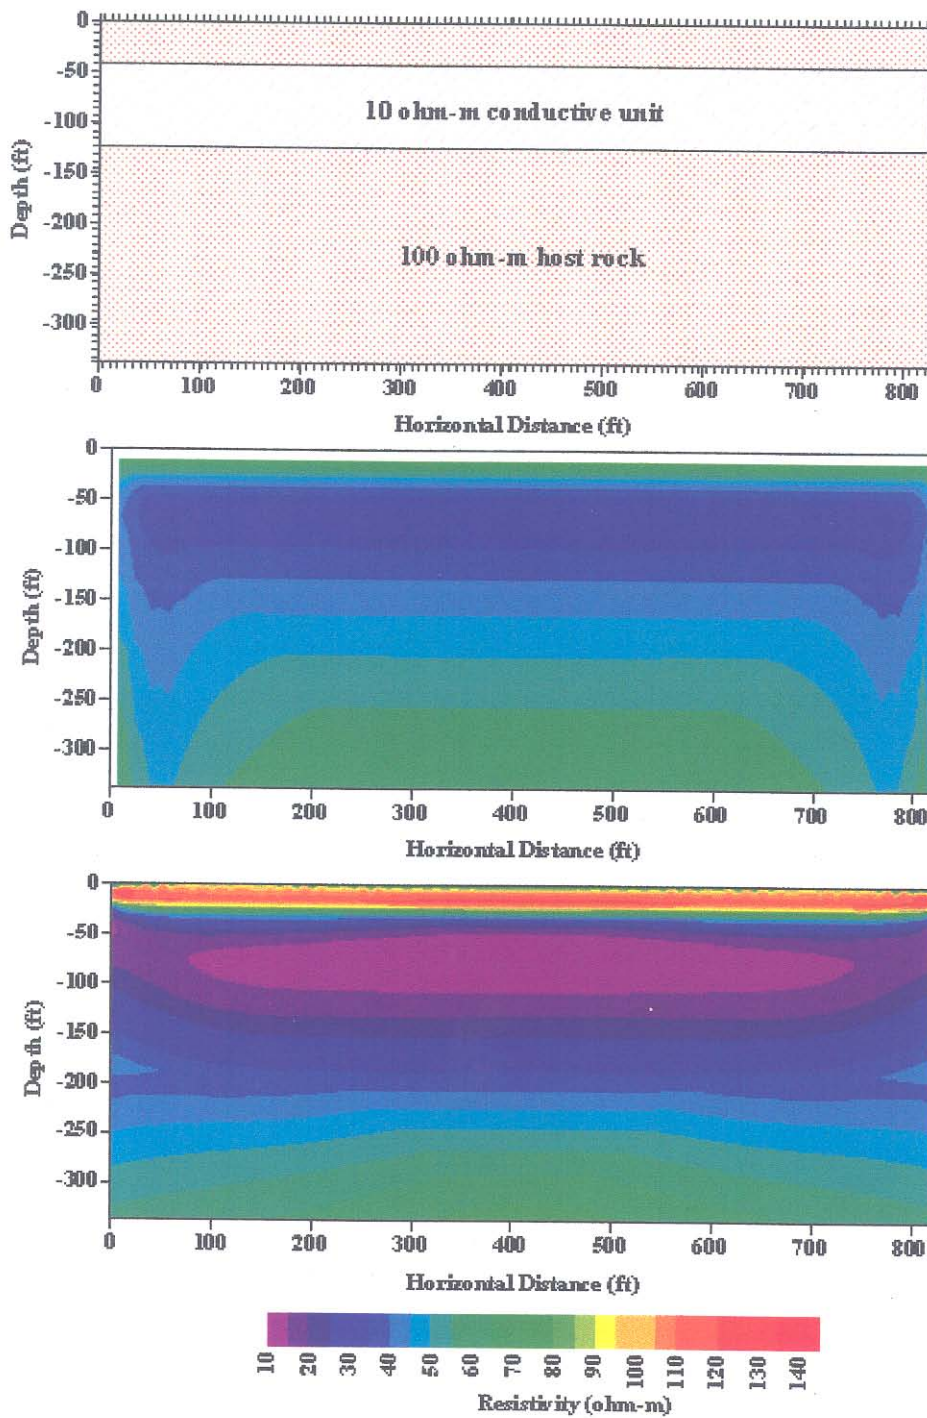 0
-50
-100
-150
-200
-250
-300
Depth (ft)
10 ohm-m conductive unit
100 ohm-m host rock
0 100 200 300 400 500 600 700 800
Horizontal Distance (ft)
0
-50
-100
-150
-200
-250
-300
Depth (ft)
0 100 200 300 400 500 600 700 800
Horizontal Distance (ft)
0
-50
-100
-150
-200
-250
-300
Depth (ft)
0 100 200 300 400 500 600 700 800
Horizontal Distance (ft)
10 20 30 40 50 60 70 80 90 100 110 120 130 140
Resistivity (ohm-m)